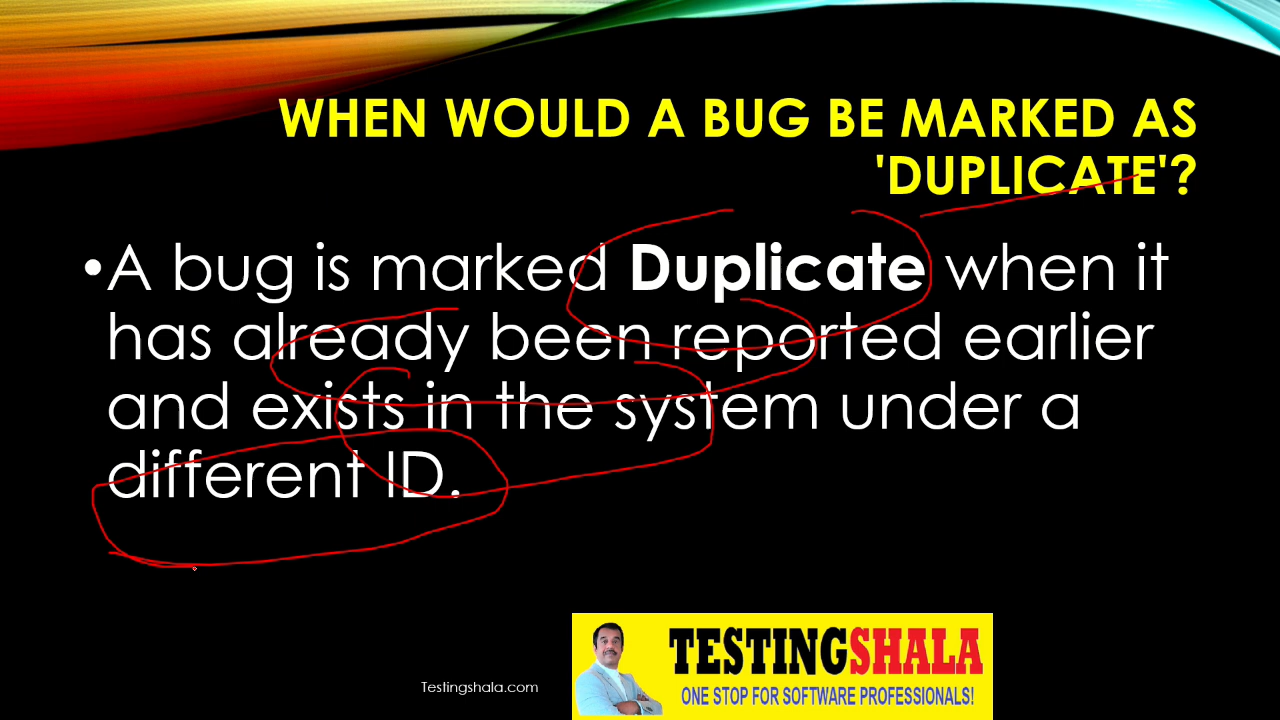 WHEN WOULD A BUG BE MARKED AS
'DUPLICATE'?
•A bug is marked Duplicate when it
has already been reported earlier
and exists in the system under a
different ID.
Testingshala.com
TESTINGSHALA
ONE STOP FOR SOFTWARE PROFESSIONALS!